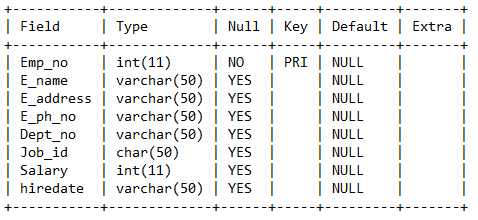 +-----------+-------------+------+-----+---------+-------+
| Field     | Type        | Null | Key | Default | Extra |
+-----------+-------------+------+-----+---------+-------+
| Emp_no    | int(11)     | NO   | PRI | NULL    |       |
| E_name    | varchar(50) | YES  |     | NULL    |       |
| E_address | varchar(50) | YES  |     | NULL    |       |
| E_ph_no   | varchar(50) | YES  |     | NULL    |       |
| Dept_no   | varchar(50) | YES  |     | NULL    |       |
| Job_id    | char(50)    | YES  |     | NULL    |       |
| Salary    | int(11)     | YES  |     | NULL    |       |
| hiredate  | varchar(50) | YES  |     | NULL    |       |
+-----------+-------------+------+-----+---------+-------+